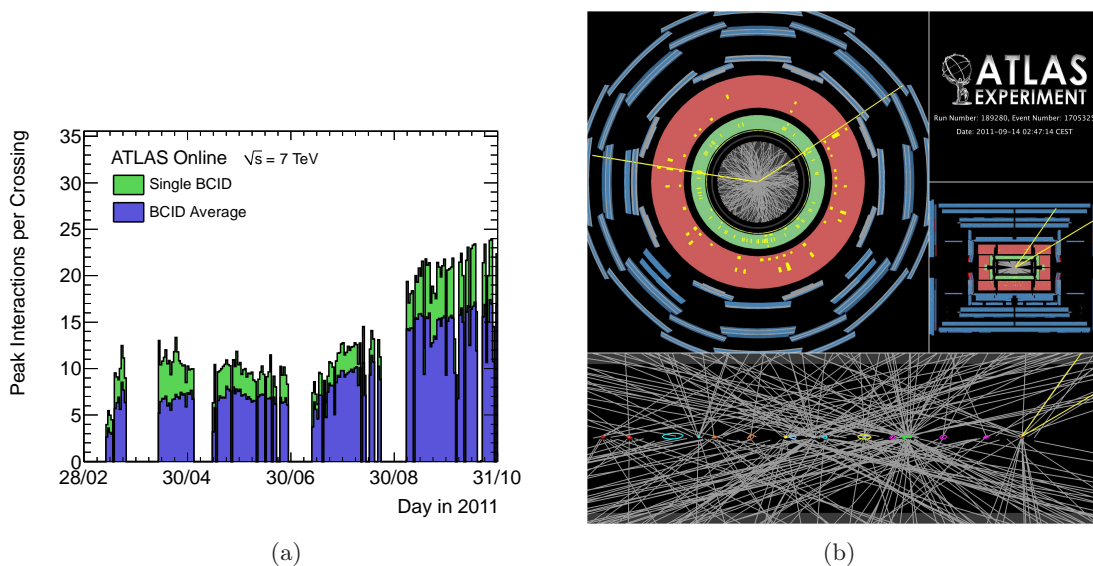 Peak Interactions per Crossing
35
30
25
20
15
10
5
0
ATLAS Online √s = 7 TeV
Single BCID
BCID Average
28/02 30/04 30/06 30/08 31/10
Day in 2011
(a)
ATLAS
EXPERIMENT
Run Number: 189280, Event Number: 1705325
Date: 2011-09-14 02:47:14 CEST
(b)